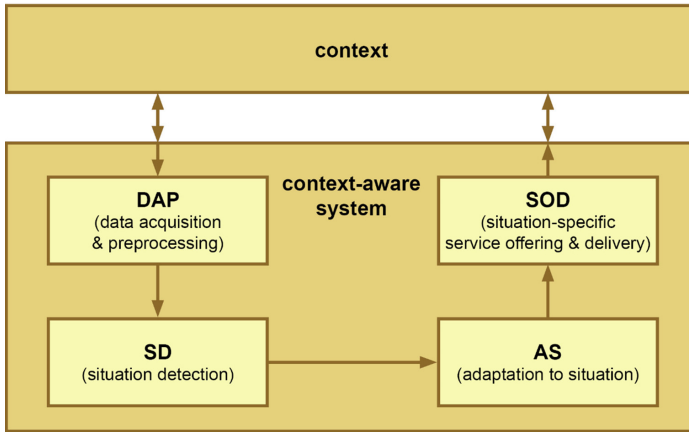 context
context-aware
system
DAP
(data acquisition
& preprocessing)
SOD
(situation-specific
service offering & delivery)
SD
(situation detection)
AS
(adaptation to situation)